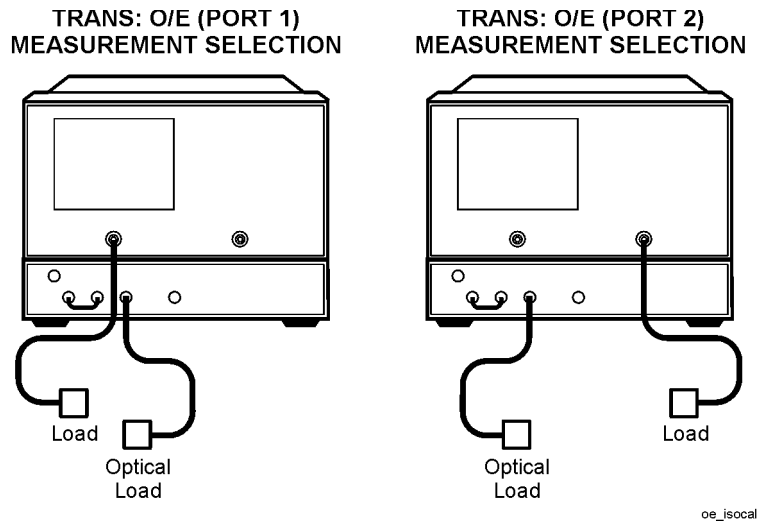 TRANS: O/E (PORT 1)
MEASUREMENT SELECTION
TRANS: O/E (PORT 2)
MEASUREMENT SELECTION
Load
Optical
Load
Optical
Load
Load
oe_isocal